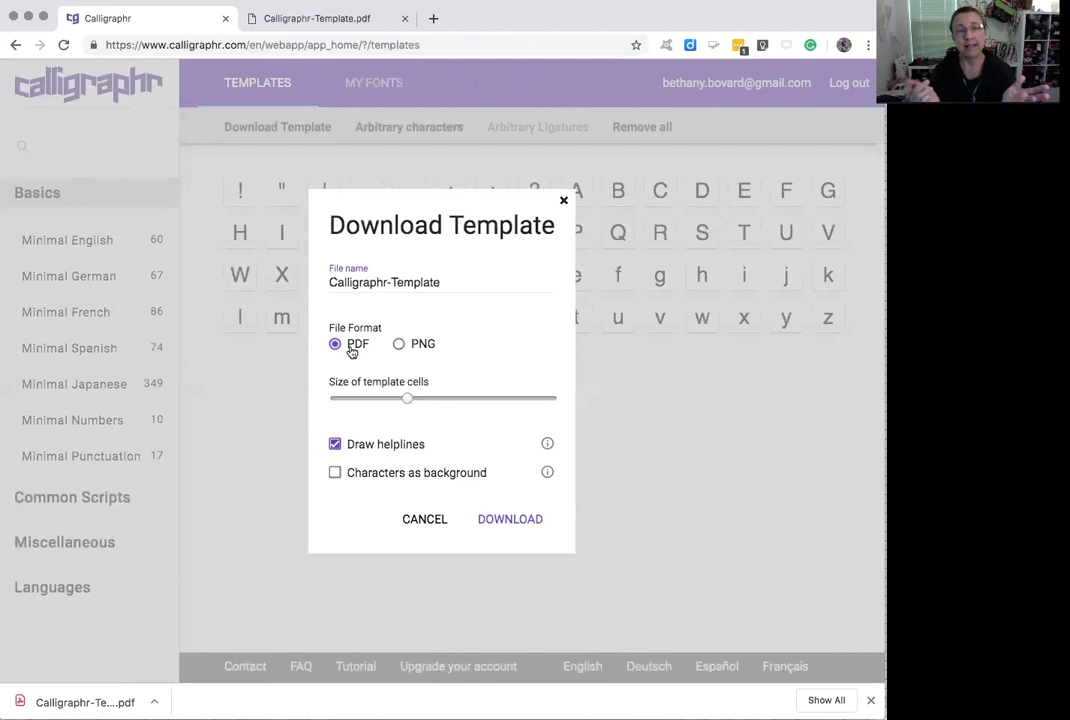 Calligraphr
Calligraphr-Template.pdf
https://www.calligraphr.com/en/webapp/app_home/?/templates
1
calligraphr
TEMPLATES
MY FONTS
bethany.bovard@gmail.com
Log out
Download Template
Arbitrary characters
Arbitrary Ligatures
Remove all
Basics
Minimal English 60
Minimal German 67
Minimal French 86
Minimal Spanish 74
Minimal Japanese 349
Minimal Numbers 10
Minimal Punctuation 17
Common Scripts
Miscellaneous
Languages
! " ? A B C D E F G
H I P Q R S T U V
W X e f g h i j k
l m t u v w x y z
Download Template
File name
Calligraphr-Template
File Format
PDF PNG
Size of template cells
Draw helplines
Characters as background
CANCEL DOWNLOAD
Contact FAQ Tutorial Upgrade your account English Deutsch Español Français
Calligraphr-Te....pdf
Show All